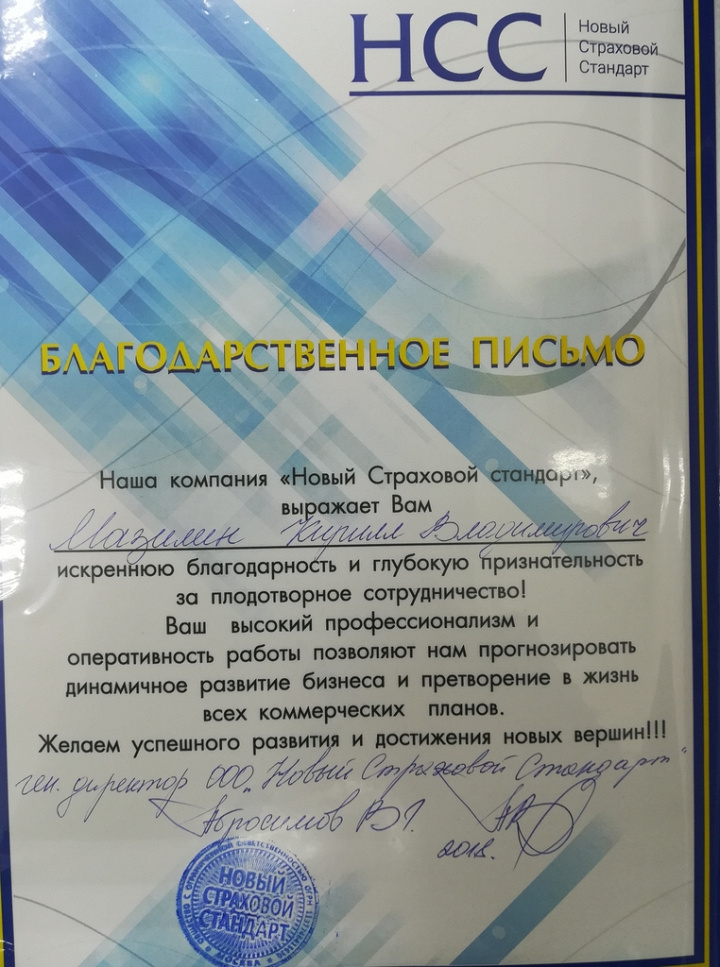 НСС
Новый
Страховой
Стандарт
БЛАГОДАРСТВЕННОЕ ПИСЬМО
Наша компания «Новый Страховой стандарт»,
выражает Вам
Мазилин Кирилл Владимирович
искреннюю благодарность и глубокую признательность
за плодотворное сотрудничество!
Ваш высокий профессионализм и
оперативность работы позволяют нам прогнозировать
динамичное развитие бизнеса и претворение в жизнь
всех коммерческих планов.
Желаем успешного развития и достижения новых вершин!!!
ген. директор ООО „Новый Страховой Стандарт"
Абросимов В.Г.
2018.
НОВЫЙ
СТРАХОВОЙ
СТАНДАРТ
МОСКВА